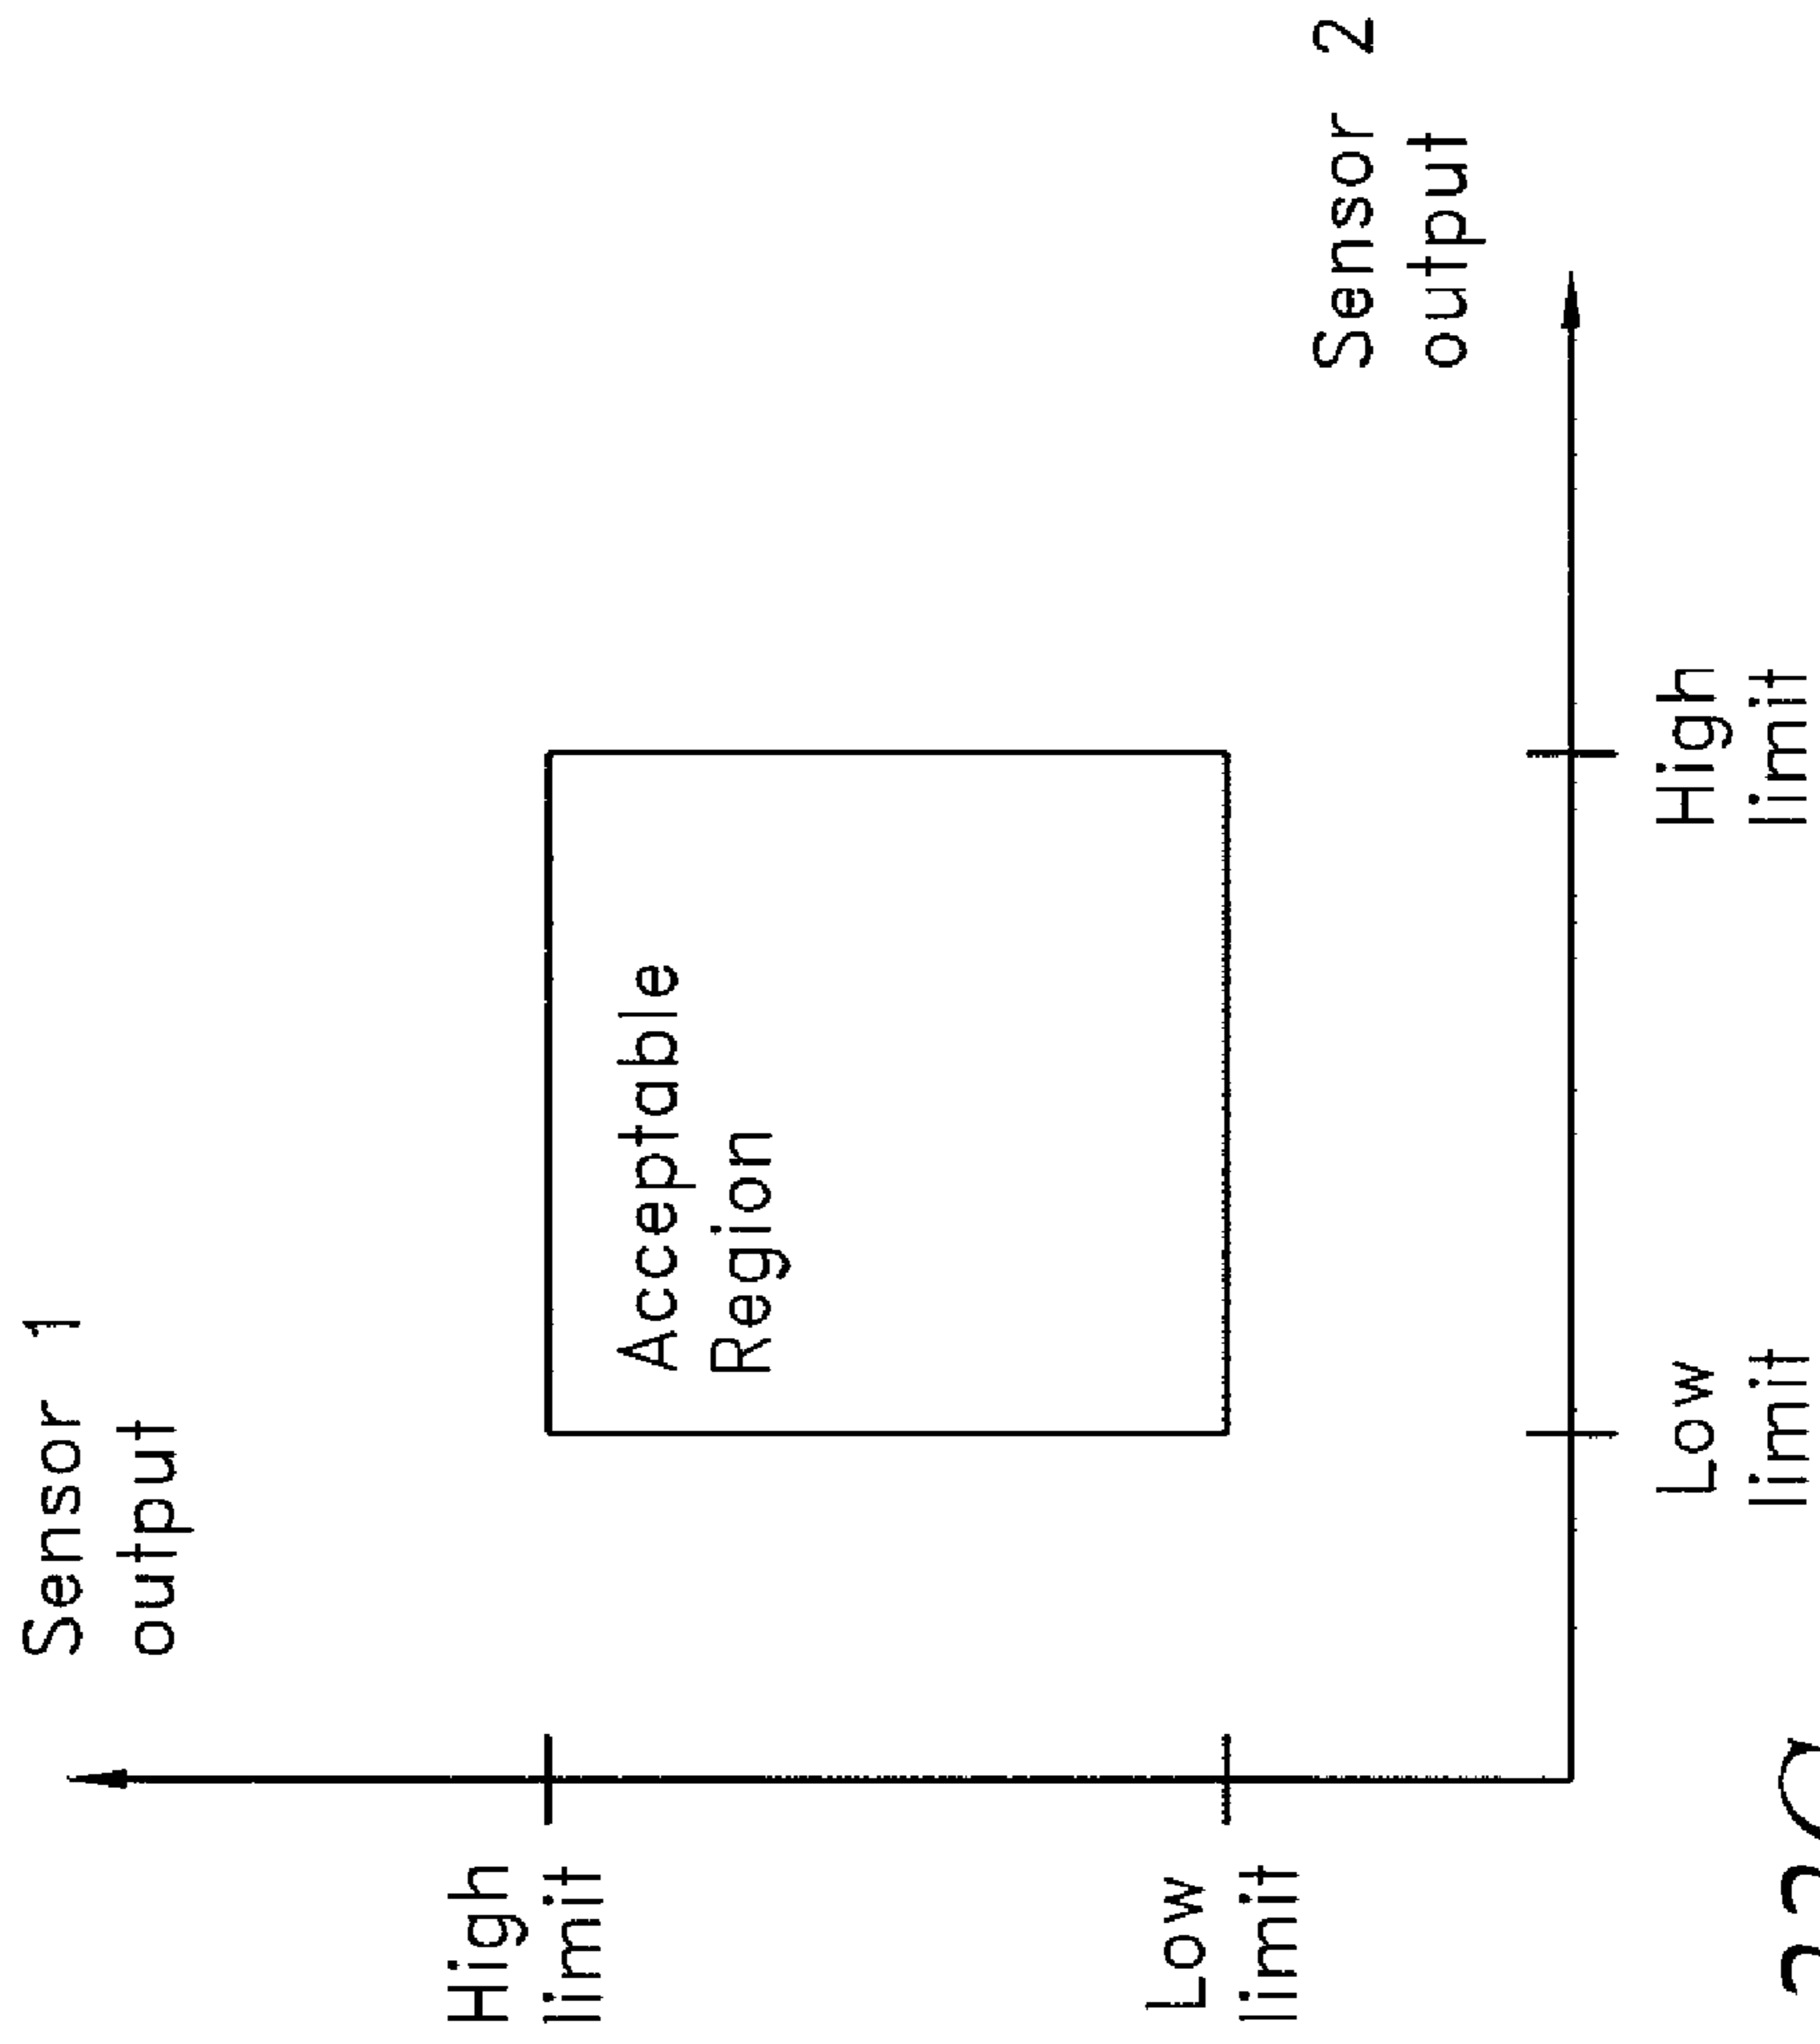 Sensor 1
output
High
limit
Acceptable
Region
Low
limit
Sensor 2
output
Low
limit
High
limit